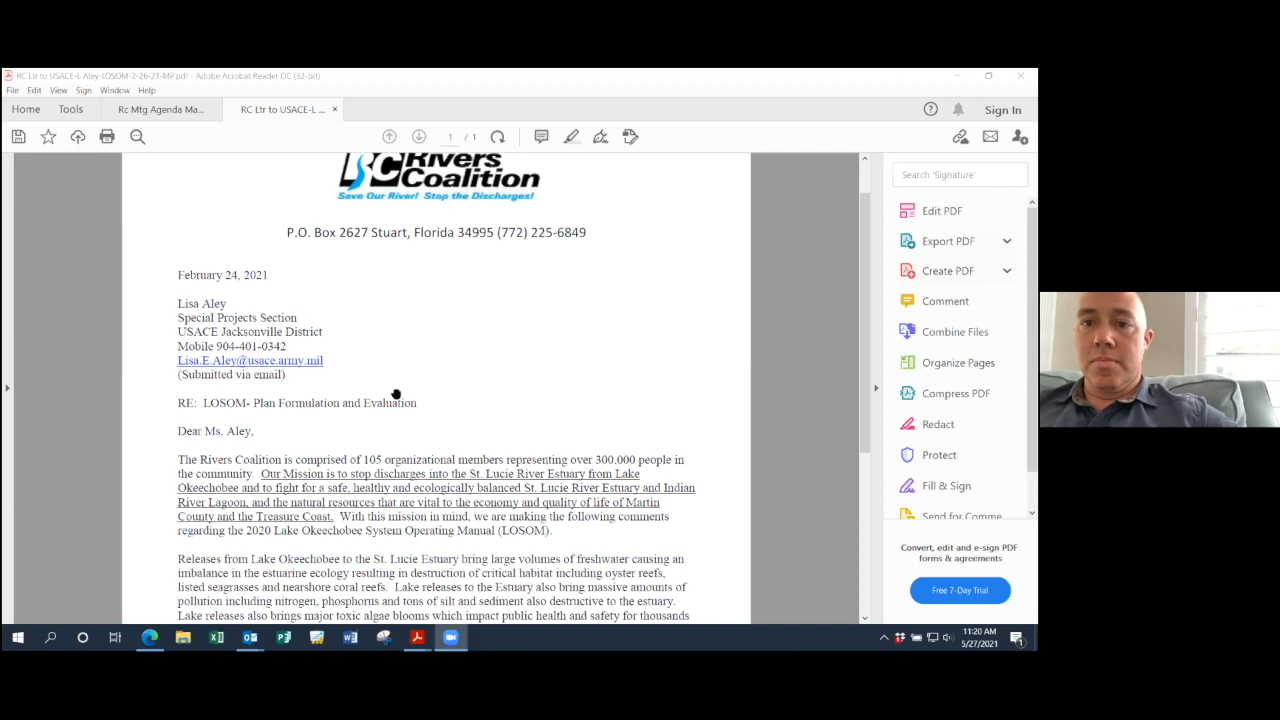 RC Ltr to USACE-L Aley-LOSOM-2-26-21-MP.pdf - Adobe Acrobat Reader DC (32-bit)
File Edit View Sign Window Help
Home Tools Rc Mtg Agenda Ma... RC Ltr to USACE-L ... × Sign In
1 / 1
Search 'Signature'
Rivers
Coalition
Save Our River! Stop the Discharges!
P.O. Box 2627 Stuart, Florida 34995 (772) 225-6849
February 24, 2021
Lisa Aley
Special Projects Section
USACE Jacksonville District
Mobile 904-401-0342
Lisa.E.Aley@usace.army.mil
(Submitted via email)
RE: LOSOM- Plan Formulation and Evaluation
Dear Ms. Aley,
The Rivers Coalition is comprised of 105 organizational members representing over 300,000 people in
the community. Our Mission is to stop discharges into the St. Lucie River Estuary from Lake
Okeechobee and to fight for a safe, healthy and ecologically balanced St. Lucie River Estuary and Indian
River Lagoon, and the natural resources that are vital to the economy and quality of life of Martin
County and the Treasure Coast. With this mission in mind, we are making the following comments
regarding the 2020 Lake Okeechobee System Operating Manual (LOSOM).
Releases from Lake Okeechobee to the St. Lucie Estuary bring large volumes of freshwater causing an
imbalance in the estuarine ecology resulting in destruction of critical habitat including oyster reefs,
listed seagrasses and nearshore coral reefs. Lake releases to the Estuary also bring massive amounts of
pollution including nitrogen, phosphorus and tons of silt and sediment also destructive to the estuary.
Lake releases also brings major toxic algae blooms which impact public health and safety for thousands
Edit PDF
Export PDF
Create PDF
Comment
Combine Files
Organize Pages
Compress PDF
Redact
Protect
Fill & Sign
Send for Comme
Convert, edit and e-sign PDF
forms & agreements
Free 7-Day Trial
11:20 AM
5/27/2021